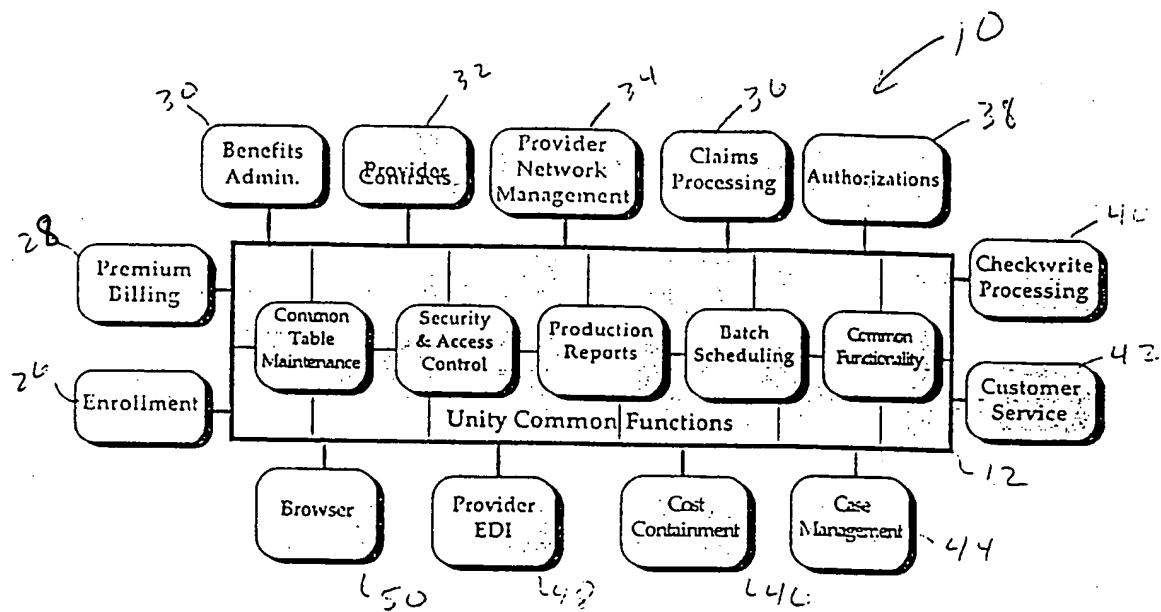 10
30
32
34
36
38
Benefits
Admin.
Provider
Contracts
Provider
Network
Management
Claims
Processing
Authorizations
28
Premium
Billing
40
Checkwrite
Processing
Common
Table
Maintenance
Security
& Access
Control
Production
Reports
Batch
Scheduling
Common
Functionality
26
Enrollment
42
Customer
Service
Unity Common Functions
12
Browser
Provider
EDI
Cost
Containment
Case
Management
44
50
48
46